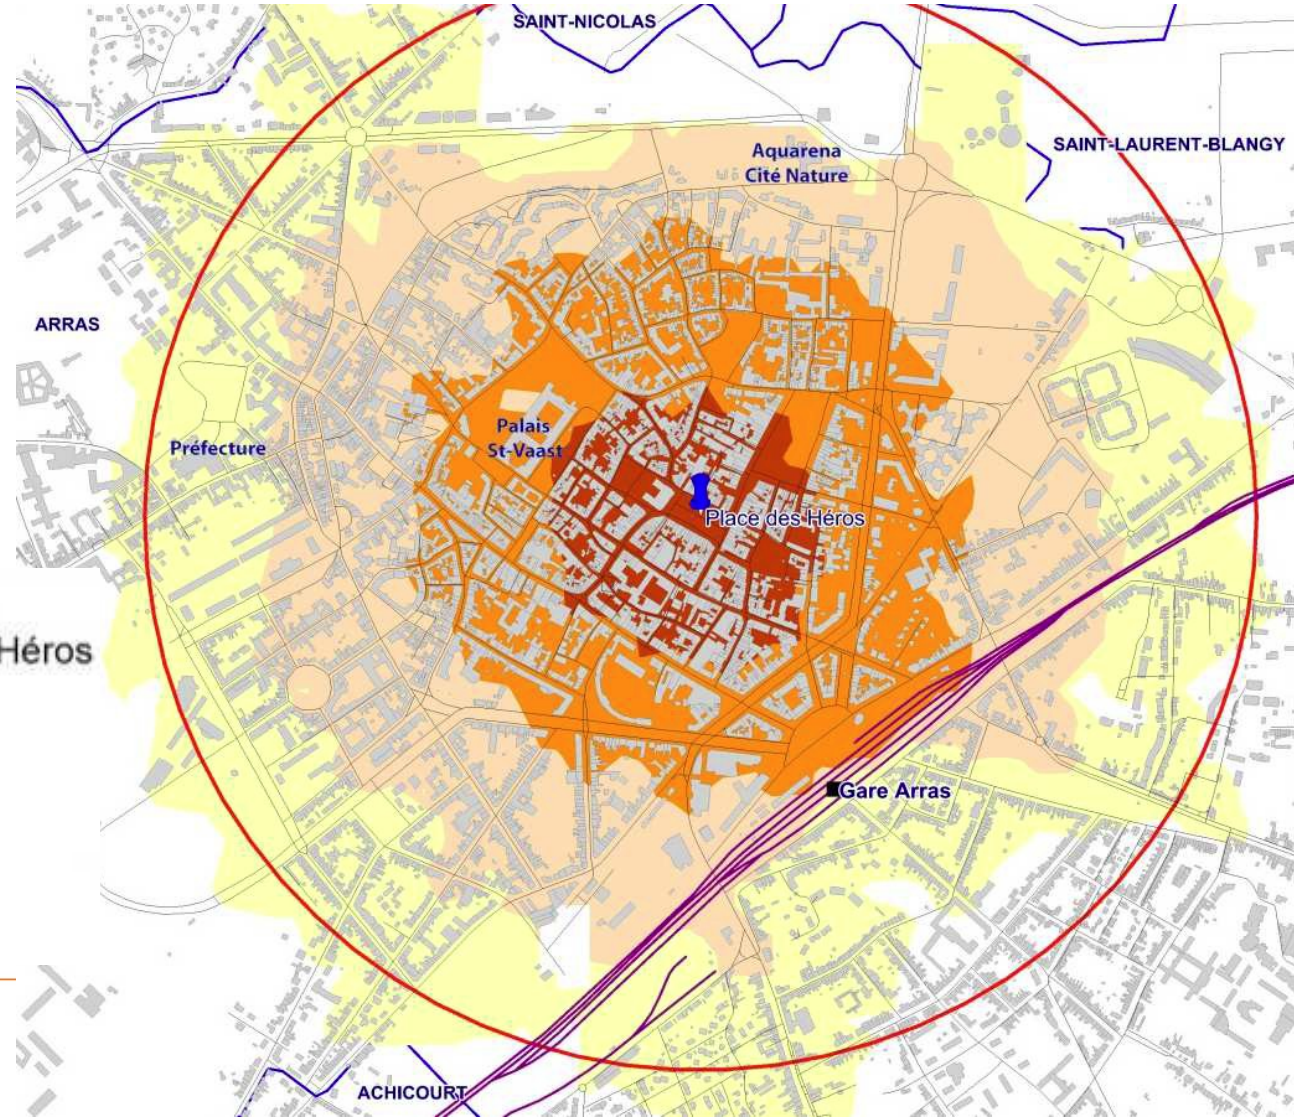 SAINT-NICOLAS
Aquarena
Cité Nature
SAINT-LAURENT-BLANGY
ARRAS
Préfecture
Palais
St-Vaast
Place des Héros
Héros
Gare Arras
ACHICOURT